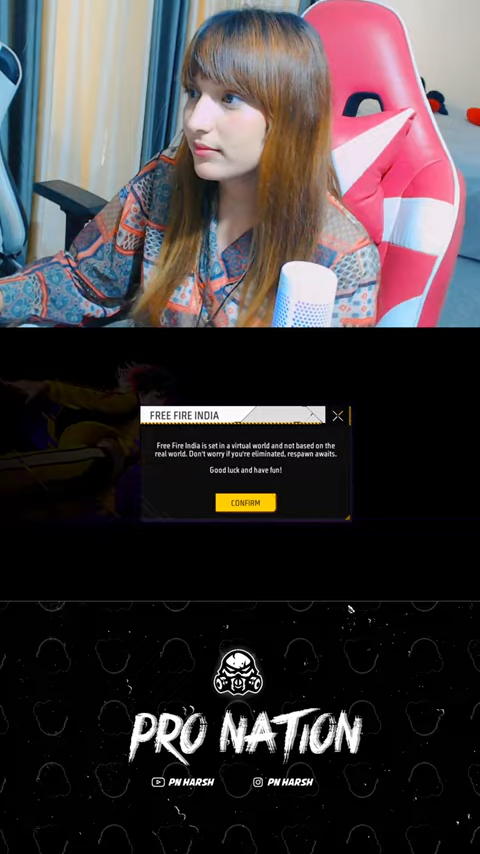 FREE FIRE INDIA
Free Fire India is set in a virtual world and not based on the
real world. Don't worry if you're eliminated, respawn awaits.
Good luck and have fun!
CONFIRM
PRO NATION
PN HARSH PN HARSH